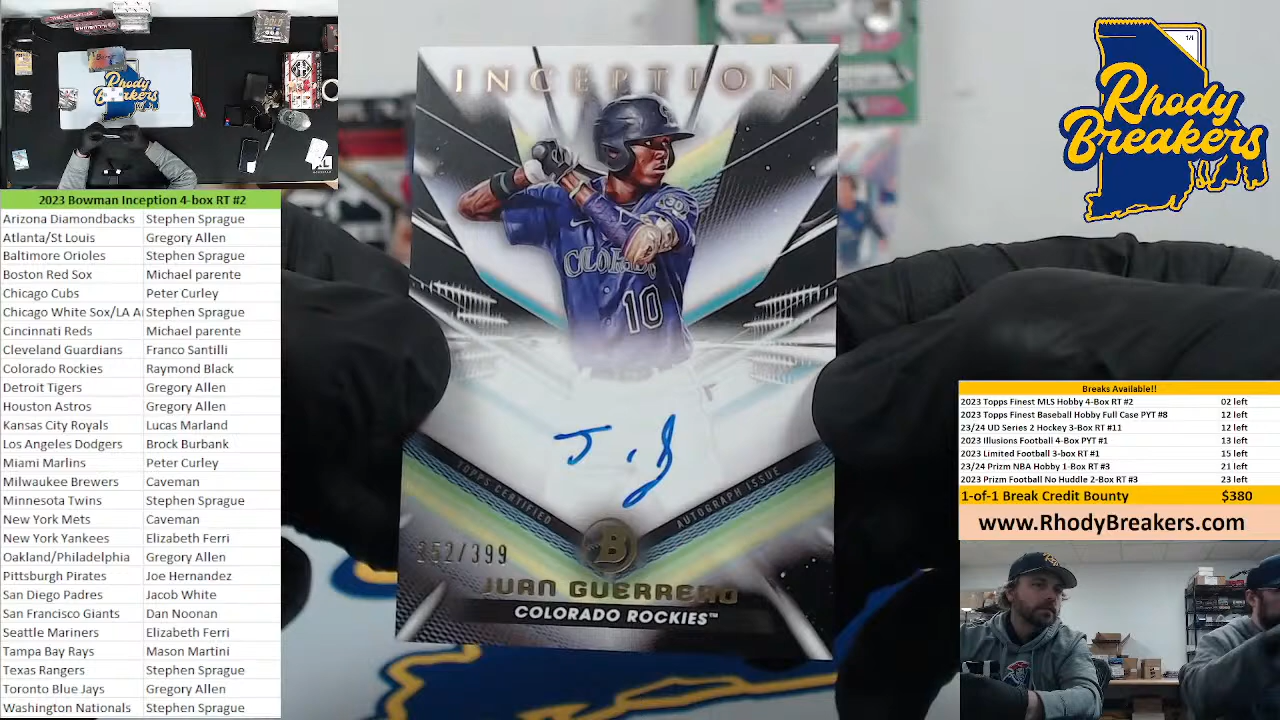 2023 Bowman Inception 4-box RT #2
Arizona Diamondbacks Stephen Sprague
Atlanta/St Louis Gregory Allen
Baltimore Orioles Stephen Sprague
Boston Red Sox Michael parente
Chicago Cubs Peter Curley
Chicago White Sox/LA A Stephen Sprague
Cincinnati Reds Michael parente
Cleveland Guardians Franco Santilli
Colorado Rockies Raymond Black
Detroit Tigers Gregory Allen
Houston Astros Gregory Allen
Kansas City Royals Lucas Marland
Los Angeles Dodgers Brock Burbank
Miami Marlins Peter Curley
Milwaukee Brewers Caveman
Minnesota Twins Stephen Sprague
New York Mets Caveman
New York Yankees Elizabeth Ferri
Oakland/Philadelphia Gregory Allen
Pittsburgh Pirates Joe Hernandez
San Diego Padres Jacob White
San Francisco Giants Dan Noonan
Seattle Mariners Elizabeth Ferri
Tampa Bay Rays Mason Martini
Texas Rangers Stephen Sprague
Toronto Blue Jays Gregory Allen
Washington Nationals Stephen Sprague
Rhody
Breakers
INCEPTION
COLORADO
10
TOPPS CERTIFIED
AUTOGRAPH ISSUE
B
352/399
JUAN GUERRERO
COLORADO ROCKIES™
1/1
Rhody
Breakers
Breaks Available!!
2023 Topps Finest MLS Hobby 4-Box RT #2 02 left
2023 Topps Finest Baseball Hobby Full Case PYT #8 12 left
23/24 UD Series 2 Hockey 3-Box RT #11 12 left
2023 Illusions Football 4-Box PYT #1 13 left
2023 Limited Football 3-box RT #1 15 left
23/24 Prizm NBA Hobby 1-Box RT #3 21 left
2023 Prizm Football No Huddle 2-Box RT #3 23 left
1-of-1 Break Credit Bounty $380
www.RhodyBreakers.com